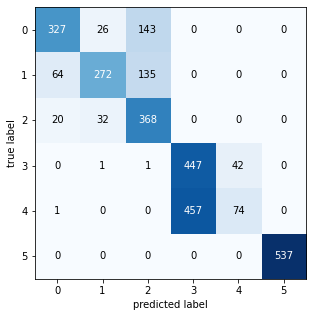 0 327 26 143 0 0 0
1 64 272 135 0 0 0
2 20 32 368 0 0 0
3 0 1 1 447 42 0
4 1 0 0 457 74 0
5 0 0 0 0 0 537
0 1 2 3 4 5
predicted label
true label